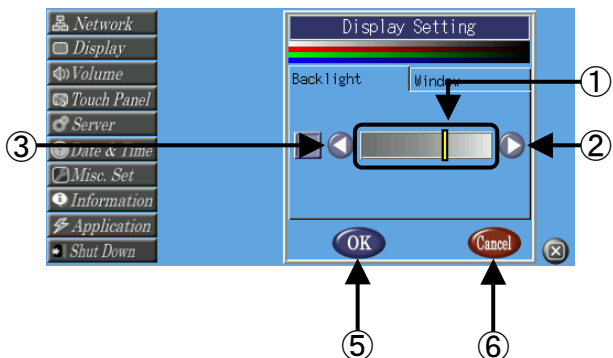 Network
Display
Volume
Touch Panel
Server
Date & Time
Misc. Set
Information
Application
Shut Down
Display Setting
Backlight
Window
①
③
②
OK
Cancel
⑤
⑥